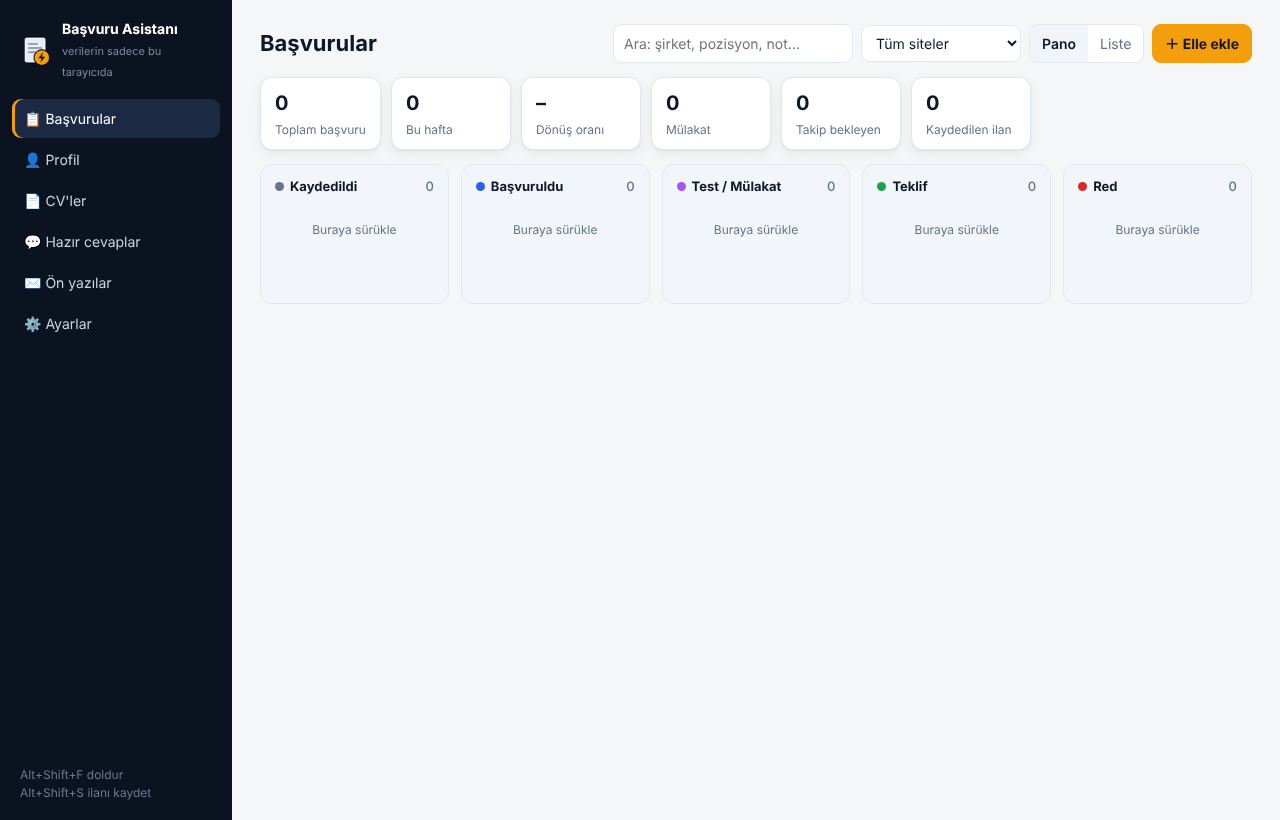 Başvuru Asistanı
verilerin sadece bu
tarayıcıda
Başvurular
Profil
CV'ler
Hazır cevaplar
Ön yazılar
Ayarlar
Alt+Shift+F doldur
Alt+Shift+S ilanı kaydet
Başvurular
Ara: şirket, pozisyon, not...
Tüm siteler
Pano
Liste
+ Elle ekle
0
Toplam başvuru
0
Bu hafta
–
Dönüş oranı
0
Mülakat
0
Takip bekleyen
0
Kaydedilen ilan
Kaydedildi 0
Buraya sürükle
Başvuruldu 0
Buraya sürükle
Test / Mülakat 0
Buraya sürükle
Teklif 0
Buraya sürükle
Red 0
Buraya sürükle